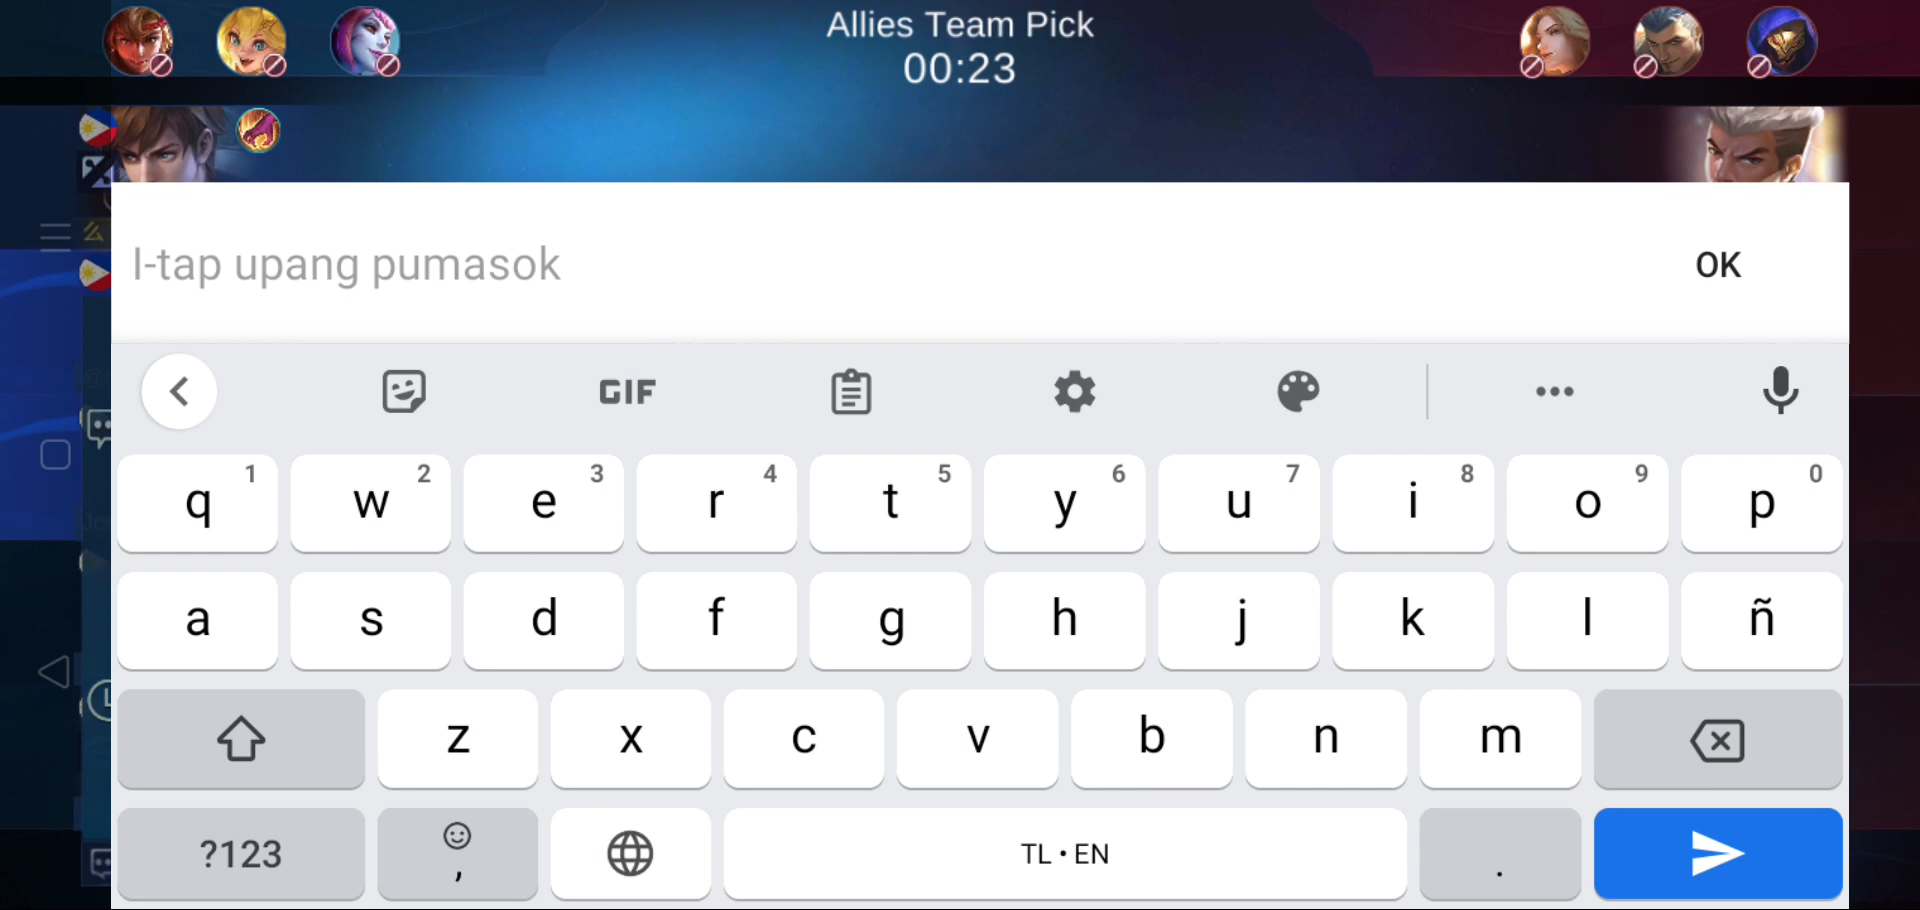 Allies Team Pick
00:23
I-tap upang pumasok
OK
GIF
q 1 w 2 e 3 r 4 t 5 y 6 u 7 i 8 o 9 p 0
a s d f g h j k l ñ
z x c v b n m
?123 , TL • EN .